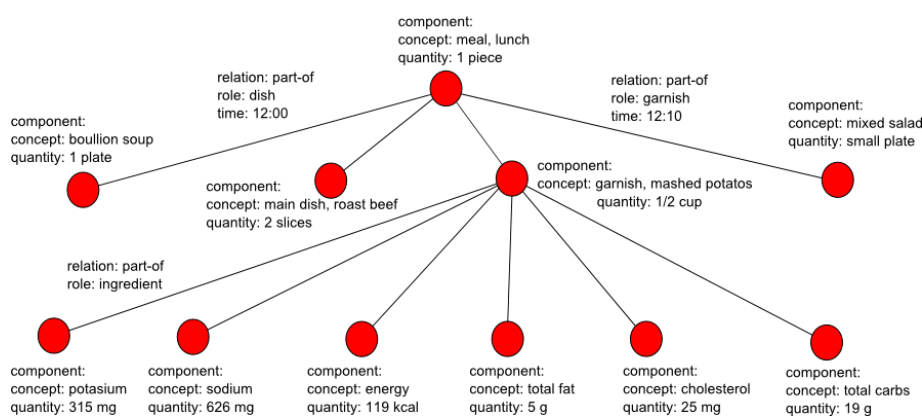 component:
concept: meal, lunch
quantity: 1 piece
relation: part-of
role: dish
time: 12:00
relation: part-of
role: garnish
time: 12:10
component:
concept: boullion soup
quantity: 1 plate
component:
concept: main dish, roast beef
quantity: 2 slices
component:
concept: garnish, mashed potatos
quantity: 1/2 cup
component:
concept: mixed salad
quantity: small plate
relation: part-of
role: ingredient
component:
concept: potasium
quantity: 315 mg
component:
concept: sodium
quantity: 626 mg
component:
concept: energy
quantity: 119 kcal
component:
concept: total fat
quantity: 5 g
component:
concept: cholesterol
quantity: 25 mg
component:
concept: total carbs
quantity: 19 g